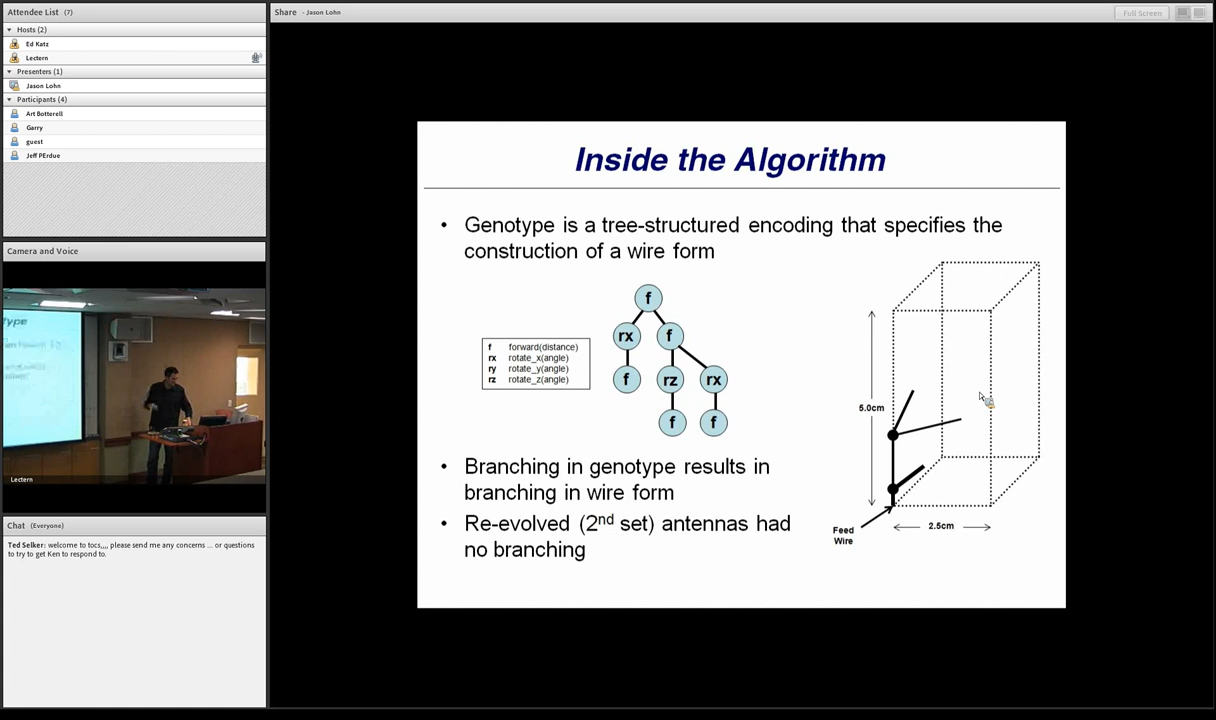 Attendee List (7)
Hosts (2)
Ed Katz
Lectern
Presenters (1)
Jason Lohn
Participants (4)
Art Botterell
Garry
guest
Jeff PErdue
Camera and Voice
type
Lectern
Chat (Everyone)
Ted Selker: welcome to tocs,,,, please send me any concerns ... or questions
to try to get Ken to respond to.
Share - Jason Lohn
Full Screen
Inside the Algorithm
• Genotype is a tree-structured encoding that specifies the
construction of a wire form
f forward(distance)
rx rotate_x(angle)
ry rotate_y(angle)
rz rotate_z(angle)
f
rx f
f rz rx
f f
5.0cm
2.5cm
Feed
Wire
• Branching in genotype results in
branching in wire form
• Re-evolved (2nd set) antennas had
no branching